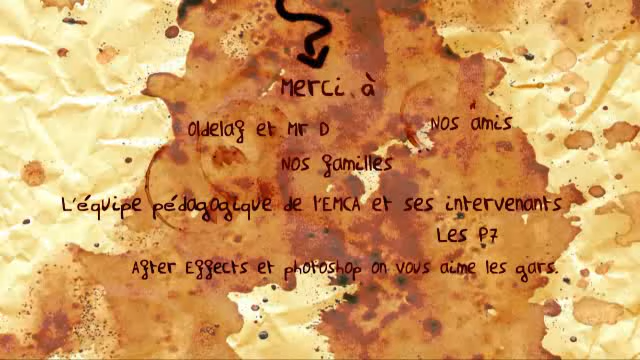 Merci à
Oldelaf et Mr D
Nos amis
Nos familles
L'équipe pédagogique de l'EMCA et ses intervenants
Les P7
After Effects et photoshop on vous aime les gars.